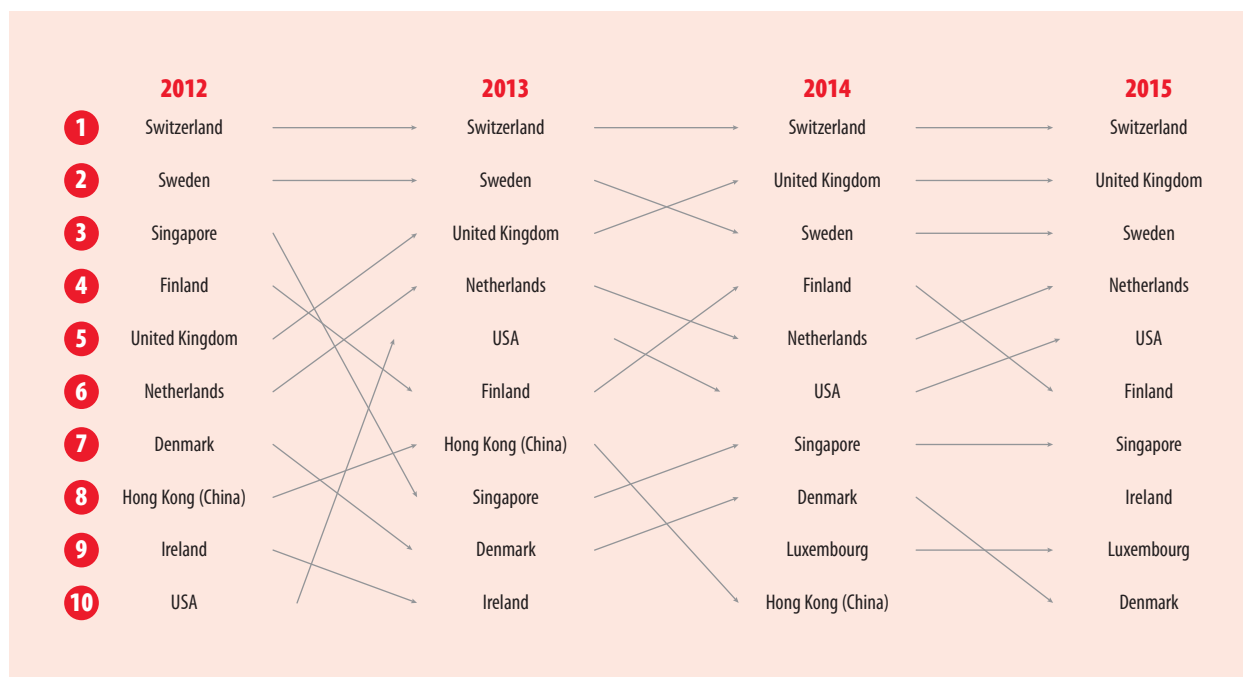 2012 2013 2014 2015
1 Switzerland Switzerland Switzerland Switzerland
2 Sweden Sweden United Kingdom United Kingdom
3 Singapore United Kingdom Sweden Sweden
4 Finland Netherlands Finland Netherlands
5 United Kingdom USA Netherlands USA
6 Netherlands Finland USA Finland
7 Denmark Hong Kong (China) Singapore Singapore
8 Hong Kong (China) Singapore Denmark Ireland
9 Ireland Denmark Luxembourg Luxembourg
10 USA Ireland Hong Kong (China) Denmark